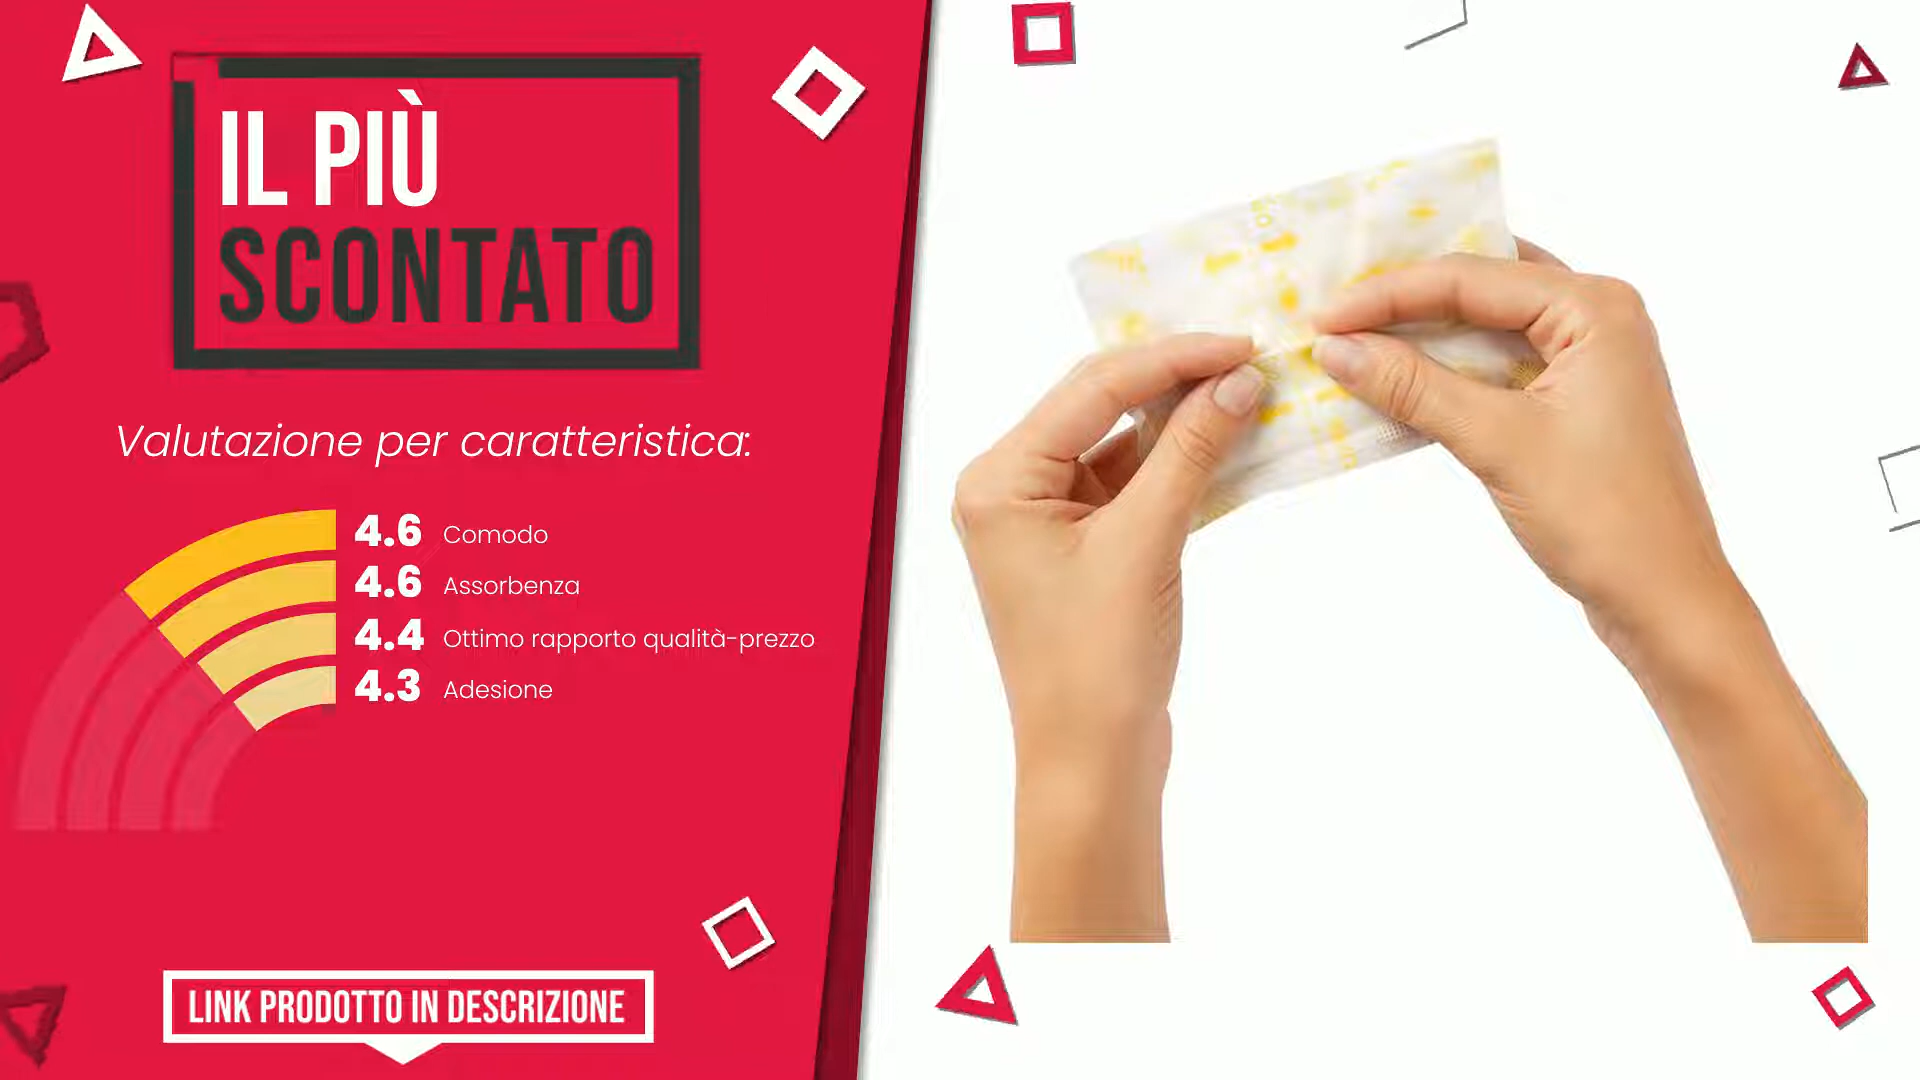 IL PIÙ
SCONTATO
Valutazione per caratteristica:
4.6 Comodo
4.6 Assorbenza
4.4 Ottimo rapporto qualità-prezzo
4.3 Adesione
LINK PRODOTTO IN DESCRIZIONE